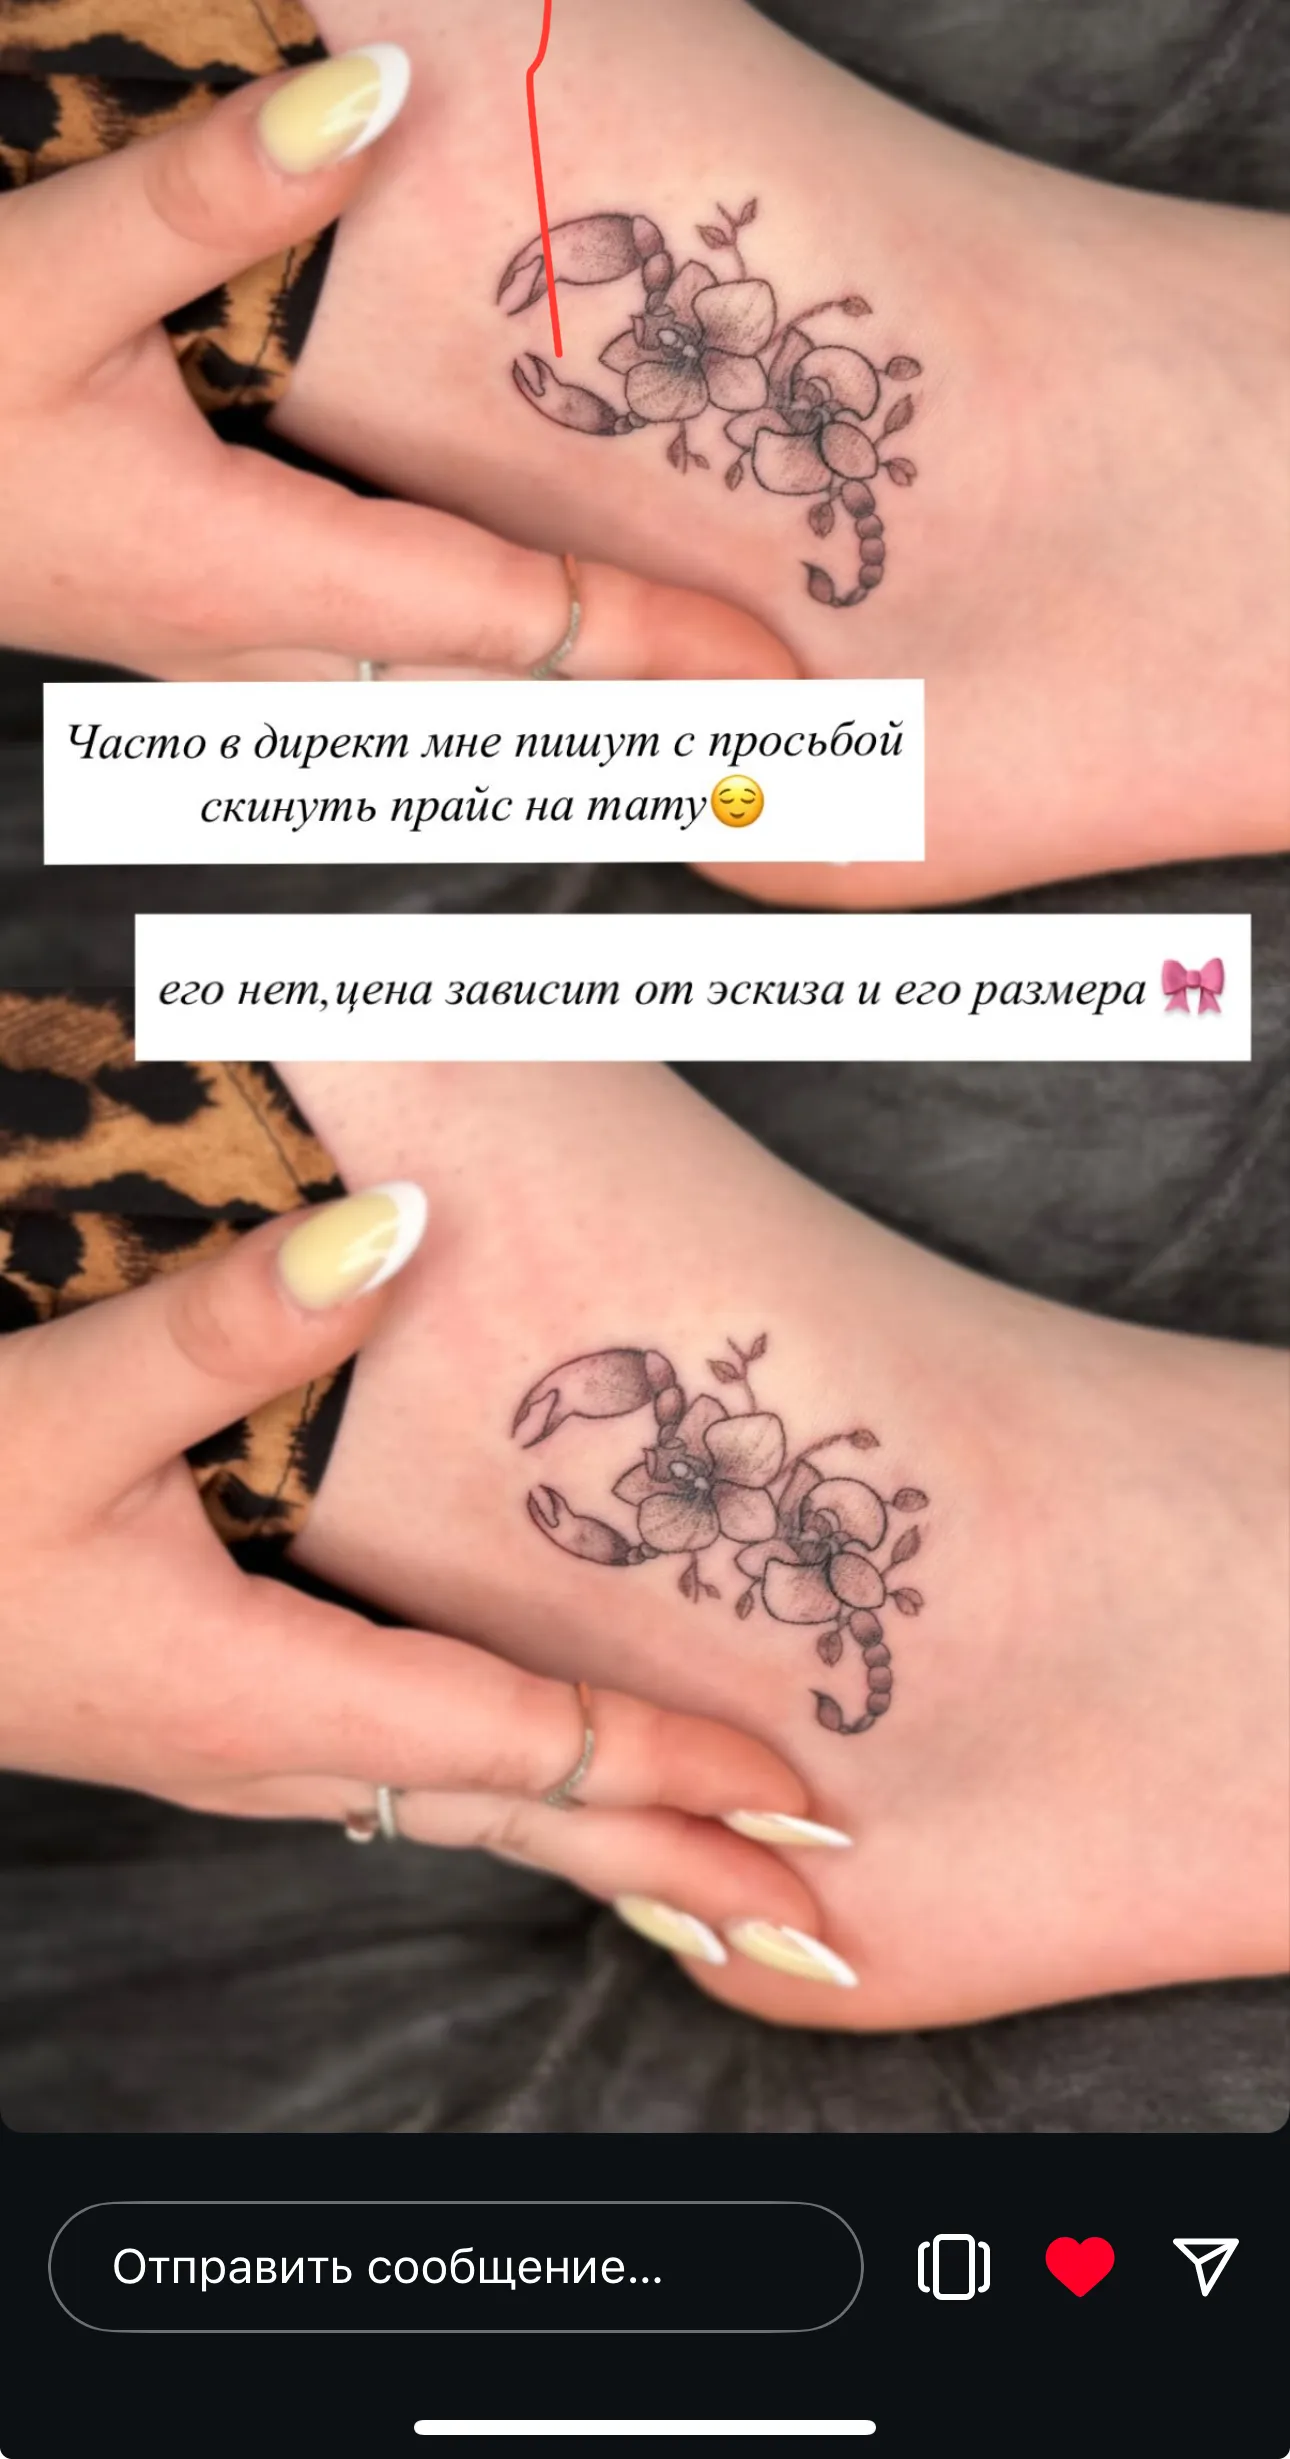 Часто в директ мне пишут с просьбой
скинуть прайс на тату😌
его нет,цена зависит от эскиза и его размера 🎀
Отправить сообщение...